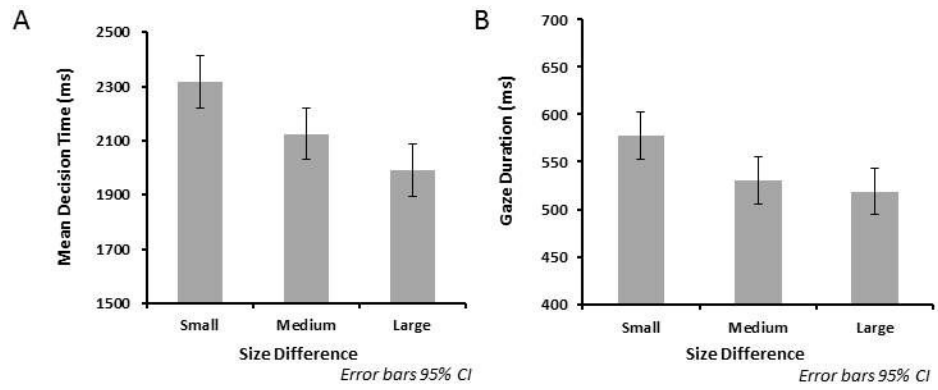 A
Mean Decision Time (ms)
2500
2300
2100
1900
1700
1500
Small Medium Large
Size Difference
Error bars 95% CI
B
Gaze Duration (ms)
700
650
600
550
500
450
400
Small Medium Large
Size Difference
Error bars 95% CI